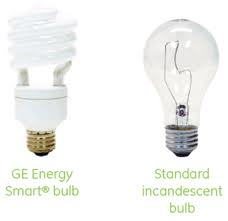 GE Energy
Smart® bulb
Standard
incandescent
bulb